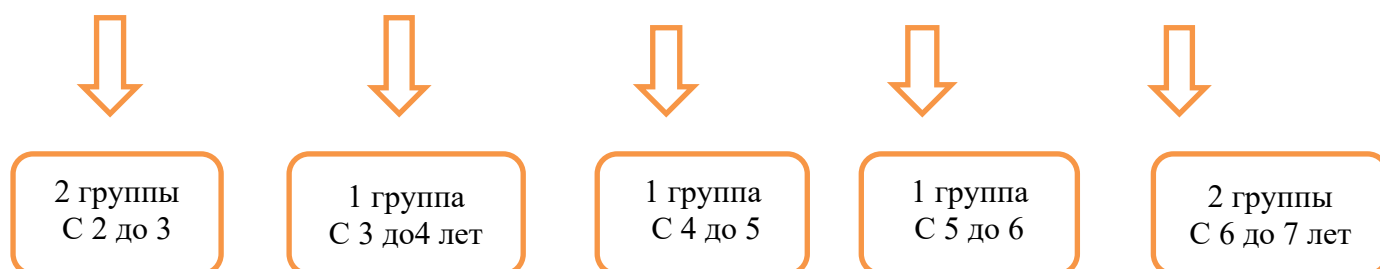 2 группы
С 2 до 3
1 группа
С 3 до4 лет
1 группа
С 4 до 5
1 группа
С 5 до 6
2 группы
С 6 до 7 лет